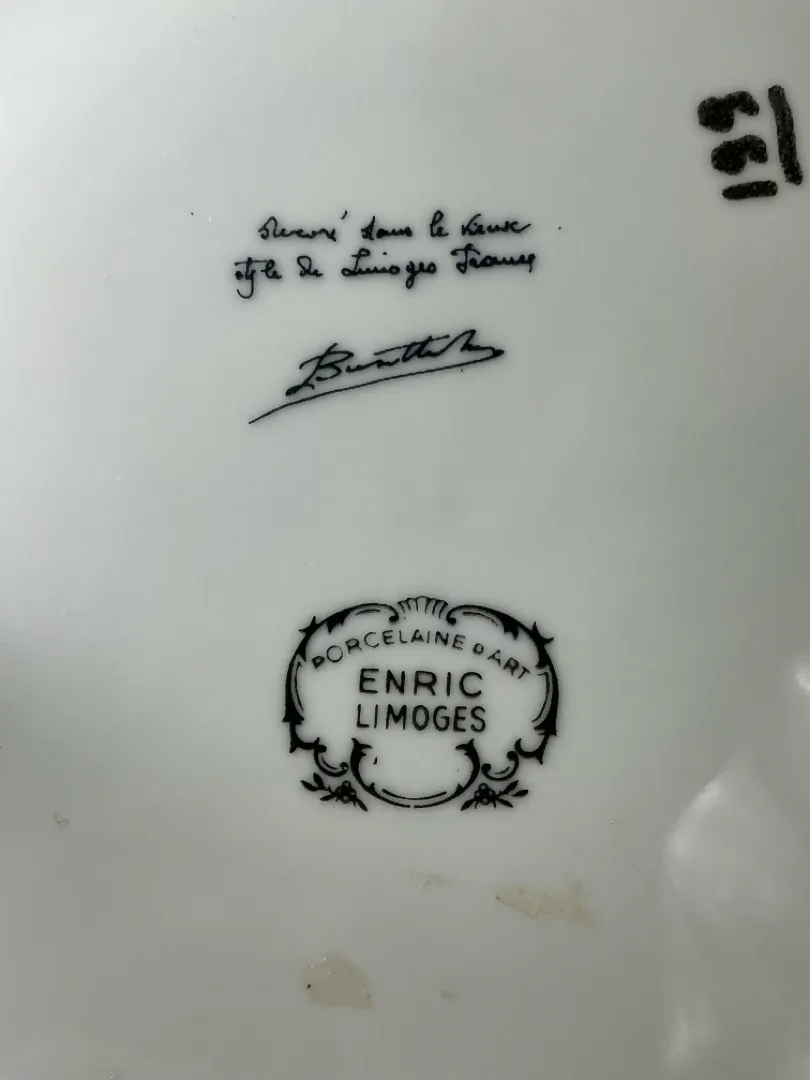 Decoré dans le vieux
style de Limoges France
PORCELAINE D'ART
ENRIC
LIMOGES